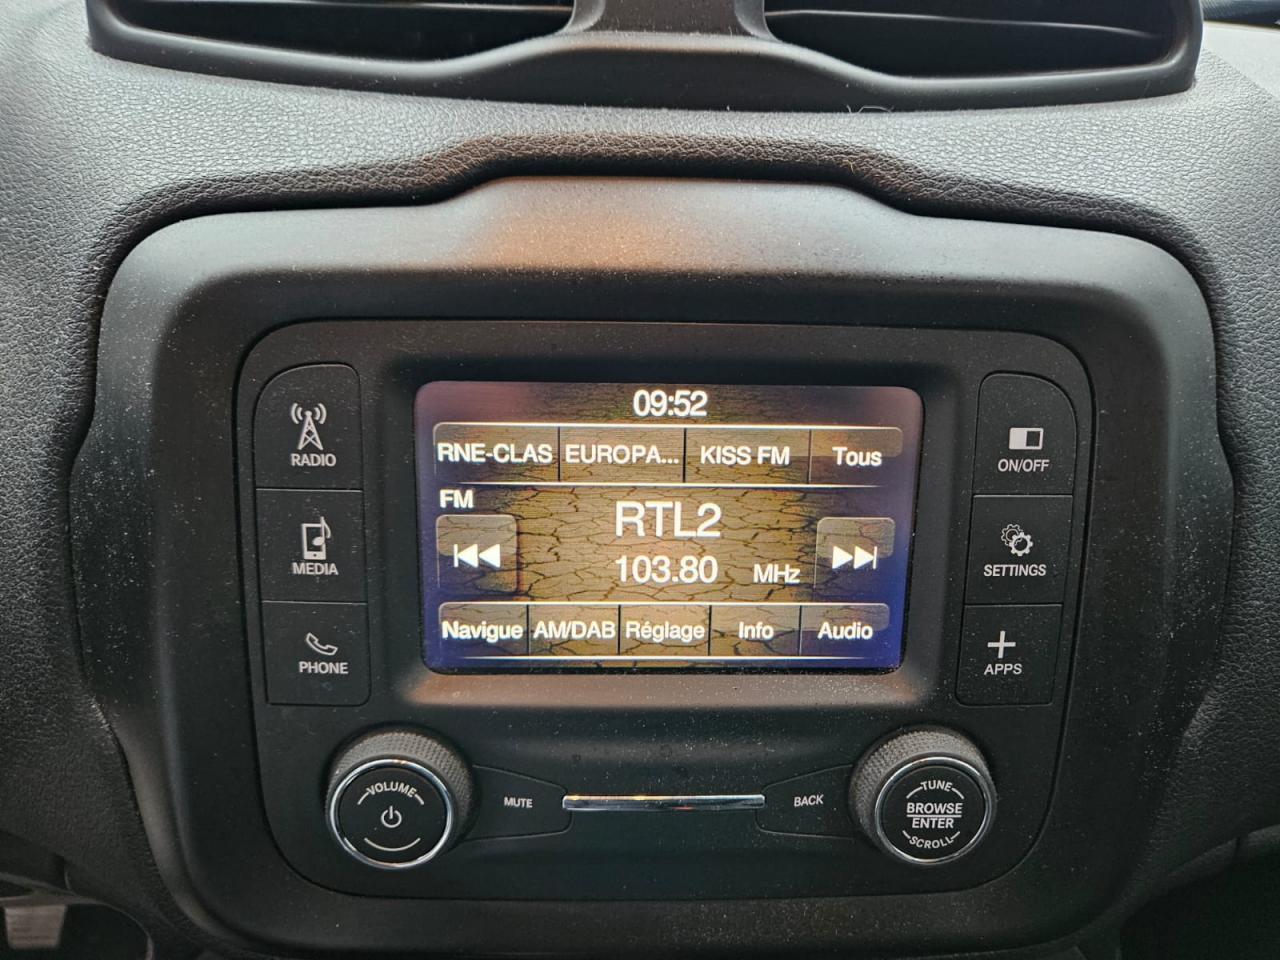 09:52
RNE-CLAS EUROPA... KISS FM Tous
FM
RTL2
103.80 MHz
Navigue AM/DAB Réglage Info Audio
RADIO
MEDIA
PHONE
ON/OFF
SETTINGS
APPS
VOLUME
MUTE
BACK
TUNE
BROWSE
ENTER
SCROLL